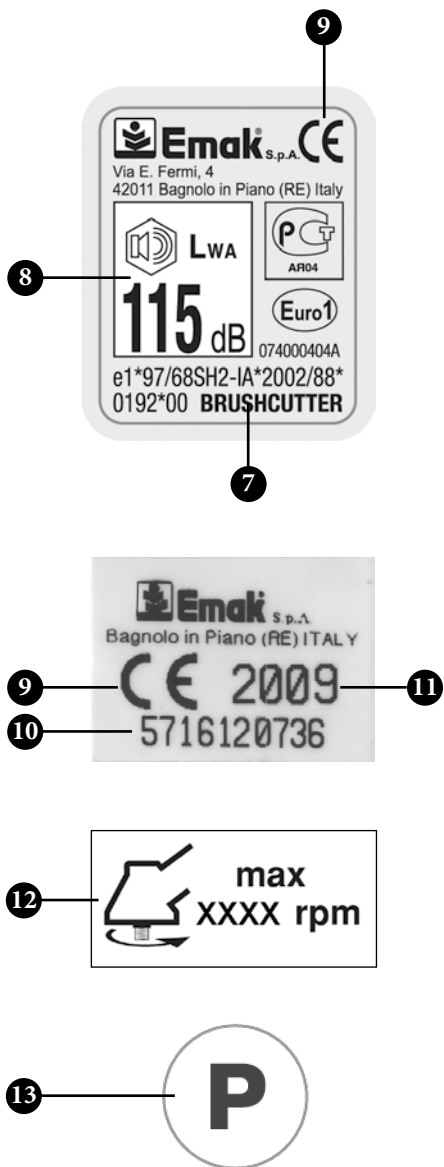 9
Emak® S.p.A. CE
Via E. Fermi, 4
42011 Bagnolo in Piano (RE) Italy
8
LWA
115 dB
PCT
АЯ04
Euro1
074000404A
e1*97/68SH2-IA*2002/88*
0192*00 BRUSHCUTTER
7
Emak S.p.A.
Bagnolo in Piano (RE) ITALY
9 CE 2009 11
10 5716120736
12
max
XXXX rpm
13 P